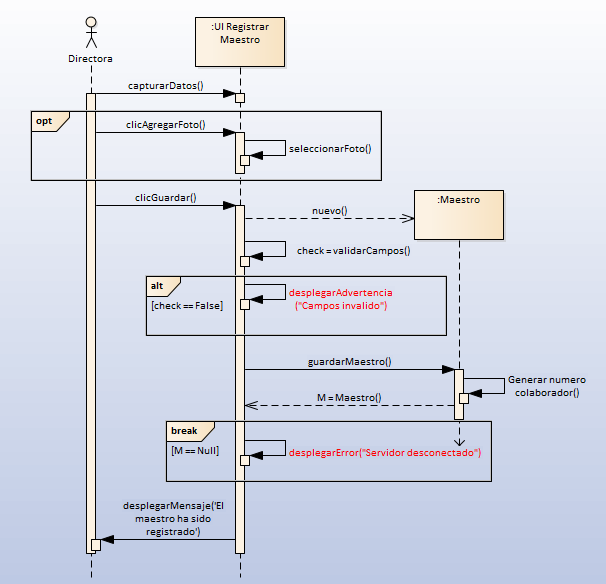 :UI Registrar
Maestro
Directora
capturarDatos()
opt
clicAgregarFoto()
seleccionarFoto()
clicGuardar()
:Maestro
nuevo()
check = validarCampos()
alt
[check == False]
desplegarAdvertencia
("Campos invalido")
guardarMaestro()
Generar numero
colaborador()
M = Maestro()
break
[M == Null]
desplegarError("Servidor desconectado")
desplegarMensaje('El
maestro ha sido
registrado')